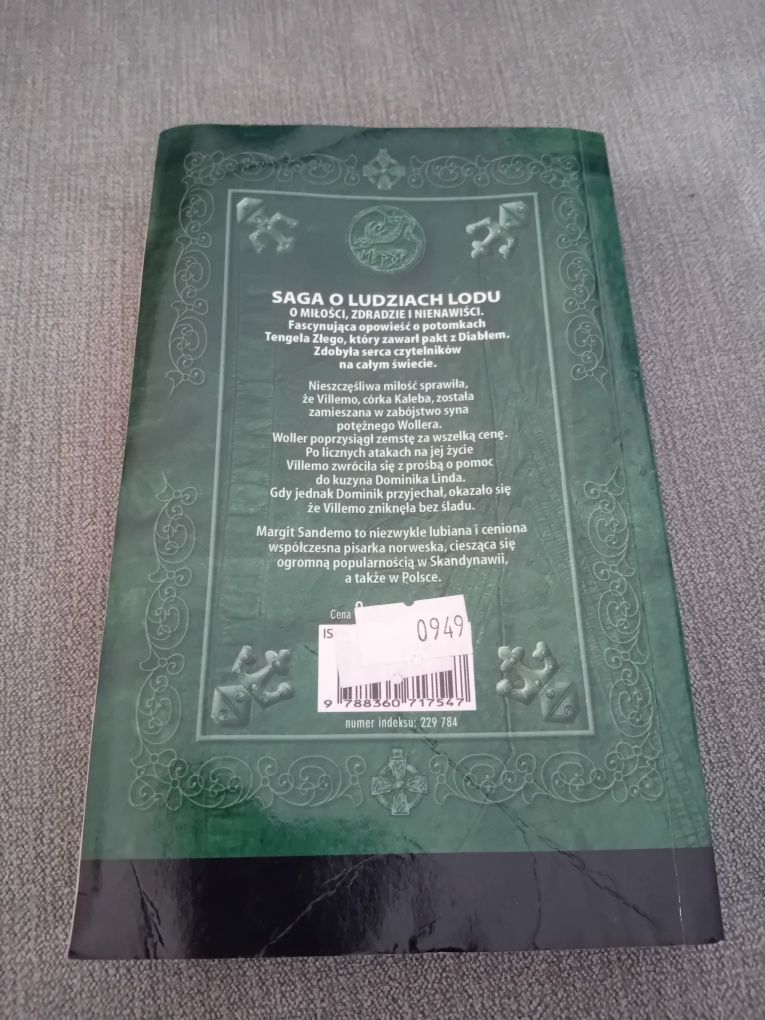 SAGA O LUDZIACH LODU
O MIŁOŚCI, ZDRADZIE I NIENAWIŚCI.
Fascynująca opowieść o potomkach
Tengela Złego, który zawarł pakt z Diabłem.
Zdobyła serca czytelników
na całym świecie.
Nieszczęśliwa miłość sprawiła,
że Villemo, córka Kaleba, została
zamieszana w zabójstwo syna
potężnego Wollera.
Woller poprzysiągł zemstę za wszelką cenę.
Po licznych atakach na jej życie
Villemo zwróciła się z prośbą o pomoc
do kuzyna Dominika Linda.
Gdy jednak Dominik przyjechał, okazało się
że Villemo zniknęła bez śladu.
Margit Sandemo to niezwykle lubiana i ceniona
współczesna pisarka norweska, ciesząca się
ogromną popularnością w Skandynawii,
a także w Polsce.
Cena
IS
0949
9 788360 717547
numer indeksu: 229 784